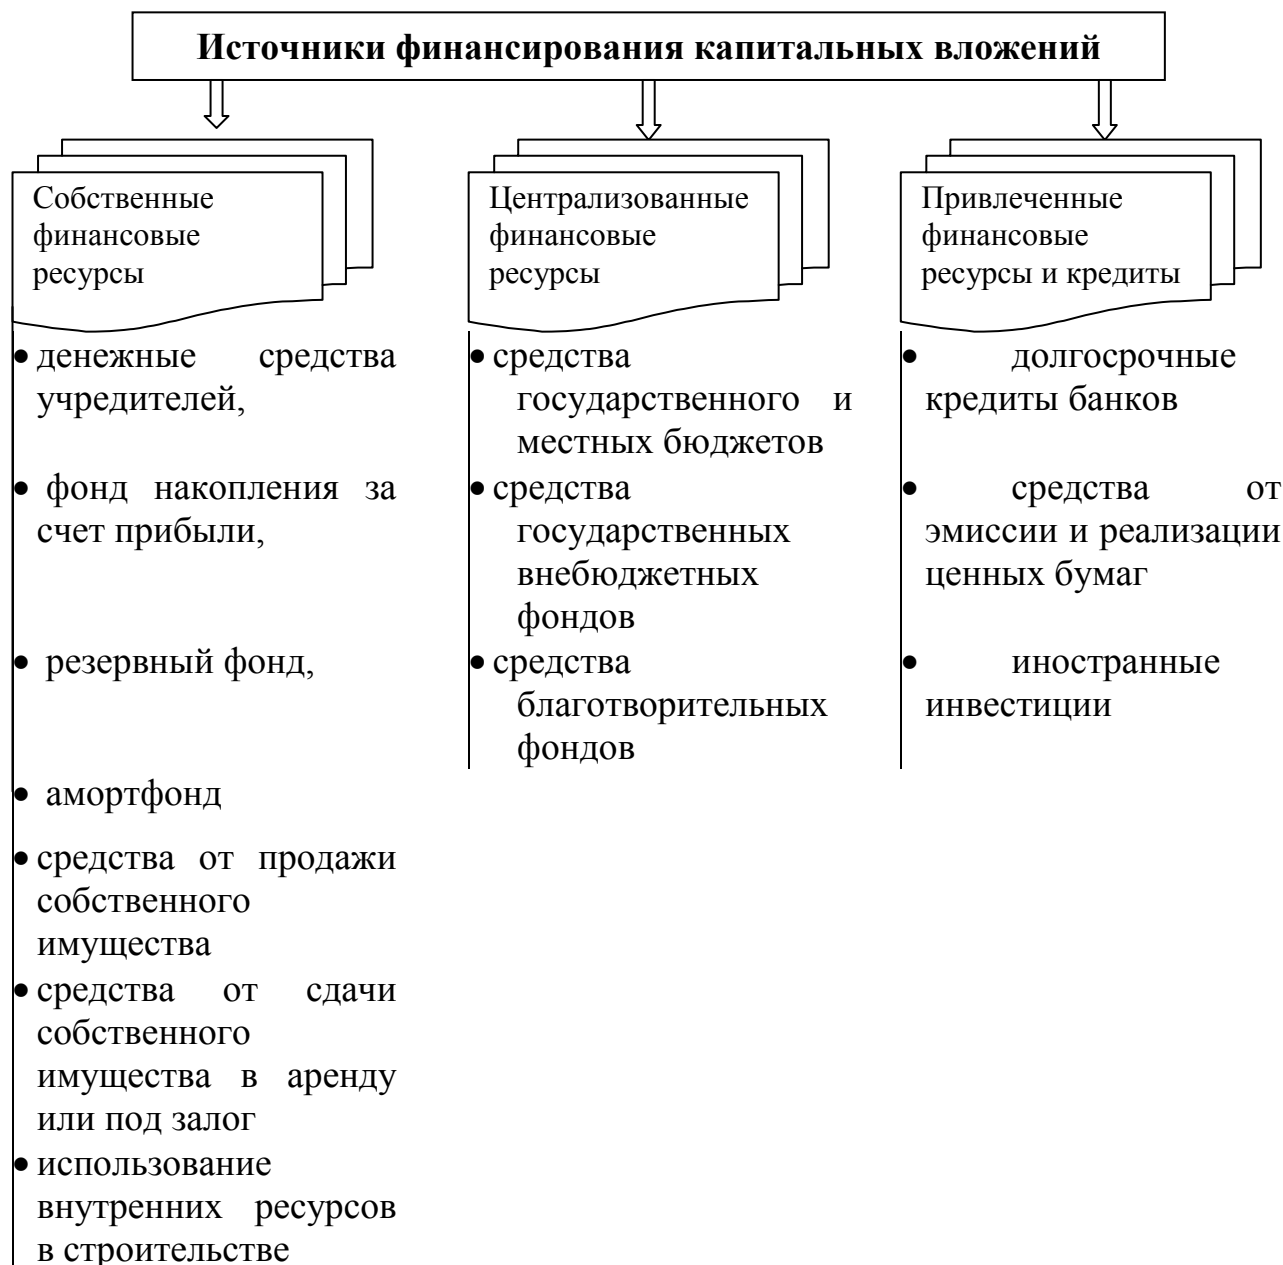 Источники финансирования капитальных вложений
Собственные
финансовые
ресурсы
• денежные средства
учредителей,
• фонд накопления за
счет прибыли,
• резервный фонд,
• амортфонд
• средства от продажи
собственного
имущества
• средства от сдачи
собственного
имущества в аренду
или под залог
• использование
внутренних ресурсов
в строительстве
Централизованные
финансовые
ресурсы
• средства
государственного и
местных бюджетов
• средства
государственных
внебюджетных
фондов
• средства
благотворительных
фондов
Привлеченные
финансовые
ресурсы и кредиты
• долгосрочные
кредиты банков
• средства от
эмиссии и реализации
ценных бумаг
• иностранные
инвестиции